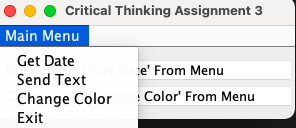 Critical Thinking Assignment 3
Main Menu
Get Date
'Get Date' From Menu
Send Text
Change Color
Color' From Menu
Exit